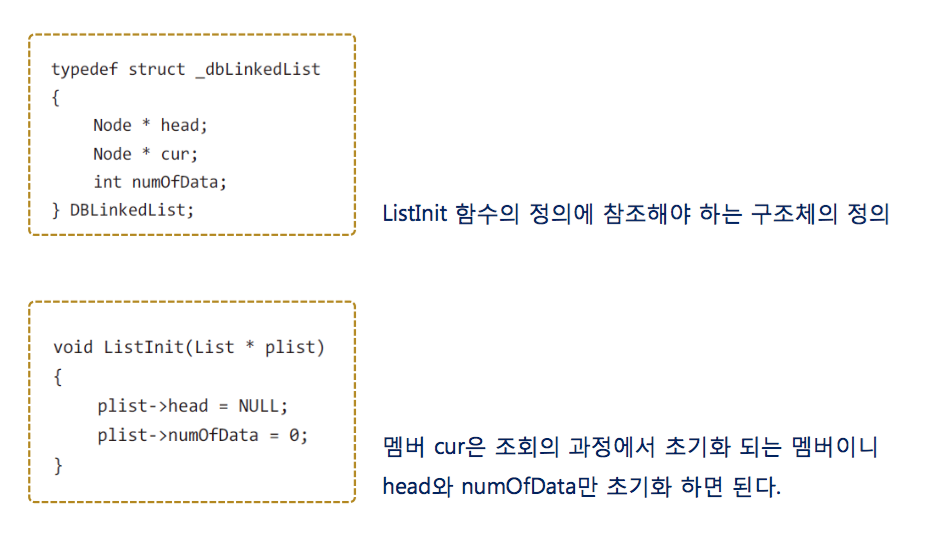 typedef struct _dbLinkedList
{
Node * head;
Node * cur;
int numOfData;
} DBLinkedList;
ListInit 함수의 정의에 참조해야 하는 구조체의 정의
void ListInit(List * plist)
{
plist->head = NULL;
plist->numOfData = 0;
}
멤버 cur은 조회의 과정에서 초기화 되는 멤버이니
head와 numOfData만 초기화 하면 된다.